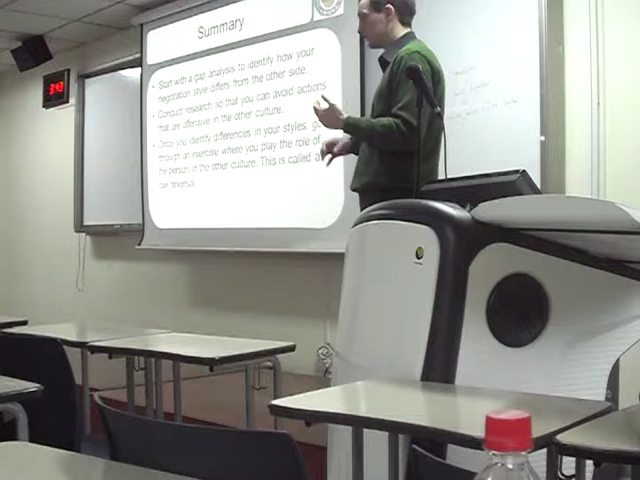 Summary
• Start with a gap analysis to identify how your
negotiation style differs from the other side.
• Conduct research so that you can avoid actions
that are offensive in the other culture.
• Once you identify differences in your styles, go
through an exercise where you play the role of
the person in the other culture. This is called a
role reversal.